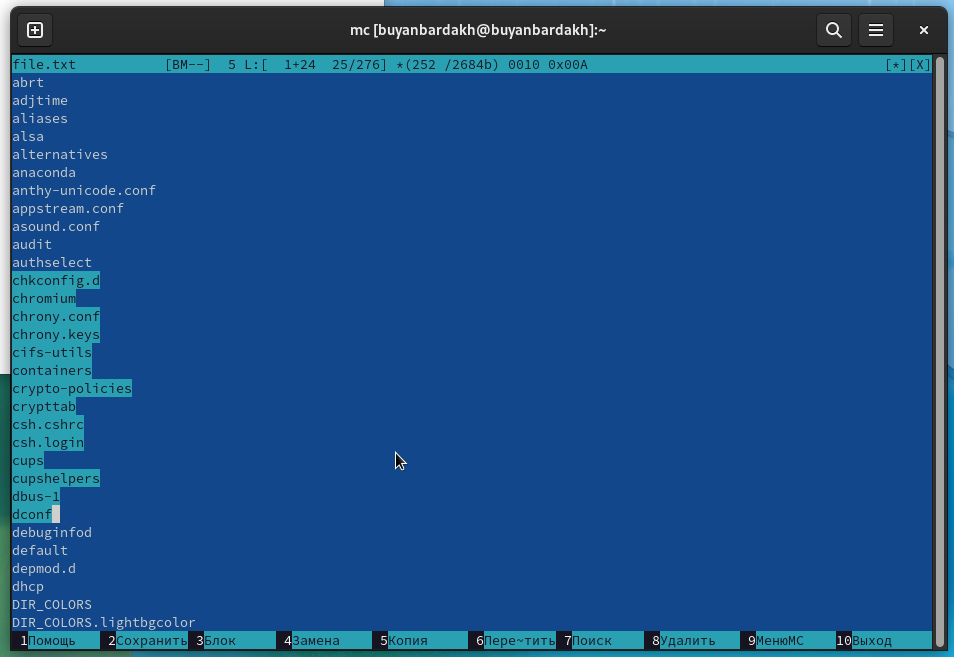 mc [buyanbardakh@buyanbardakh]:~
file.txt [BM--] 5 L:[ 1+24 25/276] *(252 /2684b) 0010 0x00A [*][X]
abrt
adjtime
aliases
alsa
alternatives
anaconda
anthy-unicode.conf
appstream.conf
asound.conf
audit
authselect
chkconfig.d
chromium
chrony.conf
chrony.keys
cifs-utils
containers
crypto-policies
crypttab
csh.cshrc
csh.login
cups
cupshelpers
dbus-1
dconf
debuginfod
default
depmod.d
dhcp
DIR_COLORS
DIR_COLORS.lightbgcolor
1Помощь 2Сохранить 3Блок 4Замена 5Копия 6Пере~тить 7Поиск 8Удалить 9МенюMC 10Выход